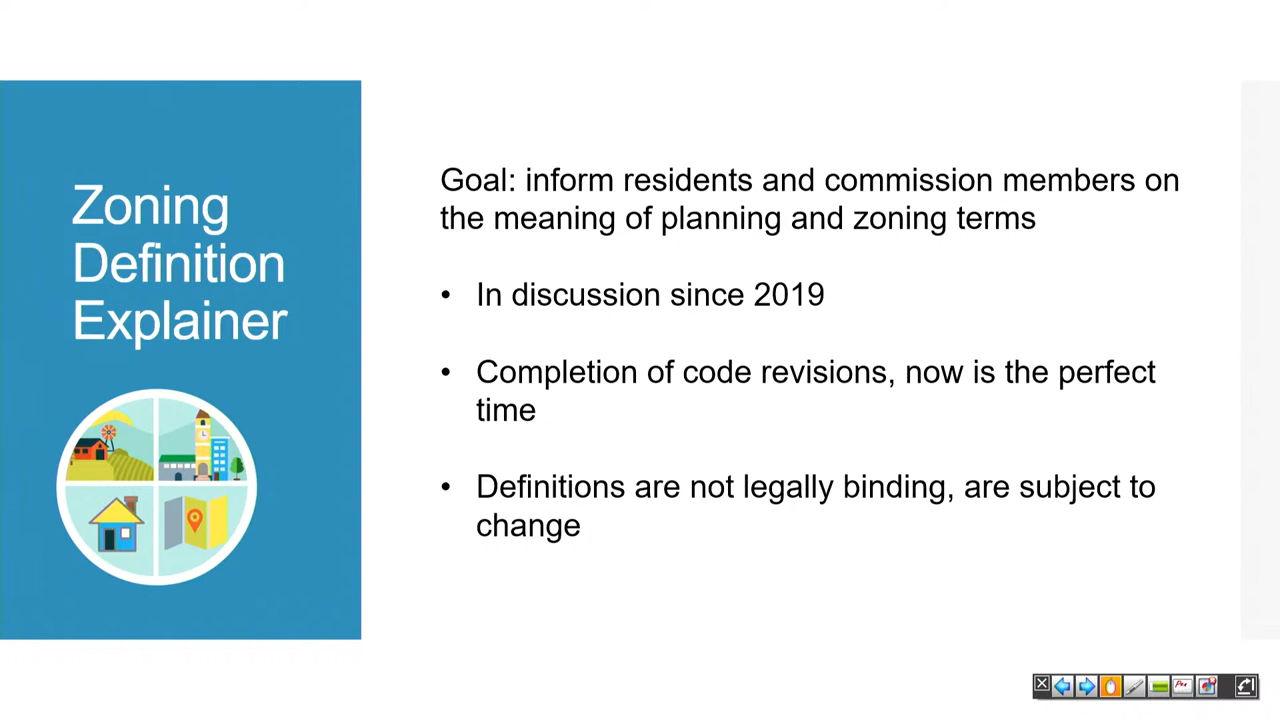 Zoning
Definition
Explainer
Goal: inform residents and commission members on
the meaning of planning and zoning terms
• In discussion since 2019
• Completion of code revisions, now is the perfect
time
• Definitions are not legally binding, are subject to
change